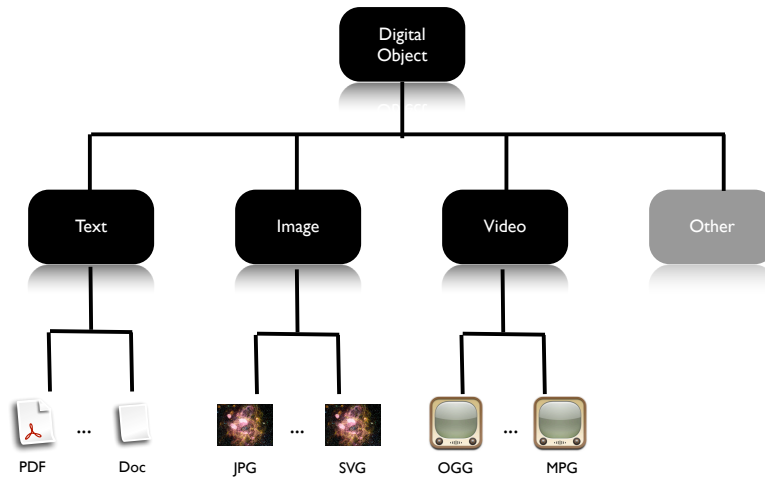 Digital
Object
Text
Image
Video
Other
... ... ...
PDF Doc JPG SVG OGG MPG